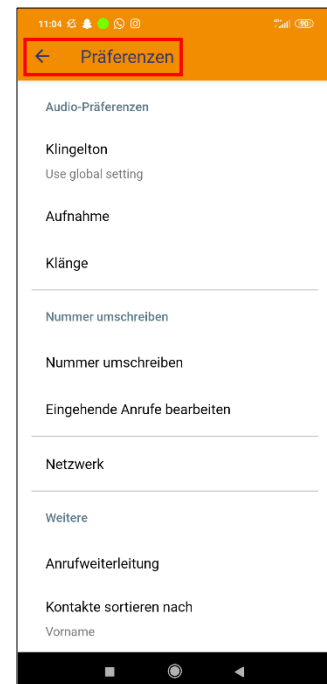 11:04
90
Präferenzen
Audio-Präferenzen
Klingelton
Use global setting
Aufnahme
Klänge
Nummer umschreiben
Nummer umschreiben
Eingehende Anrufe bearbeiten
Netzwerk
Weitere
Anrufweiterleitung
Kontakte sortieren nach
Vorname